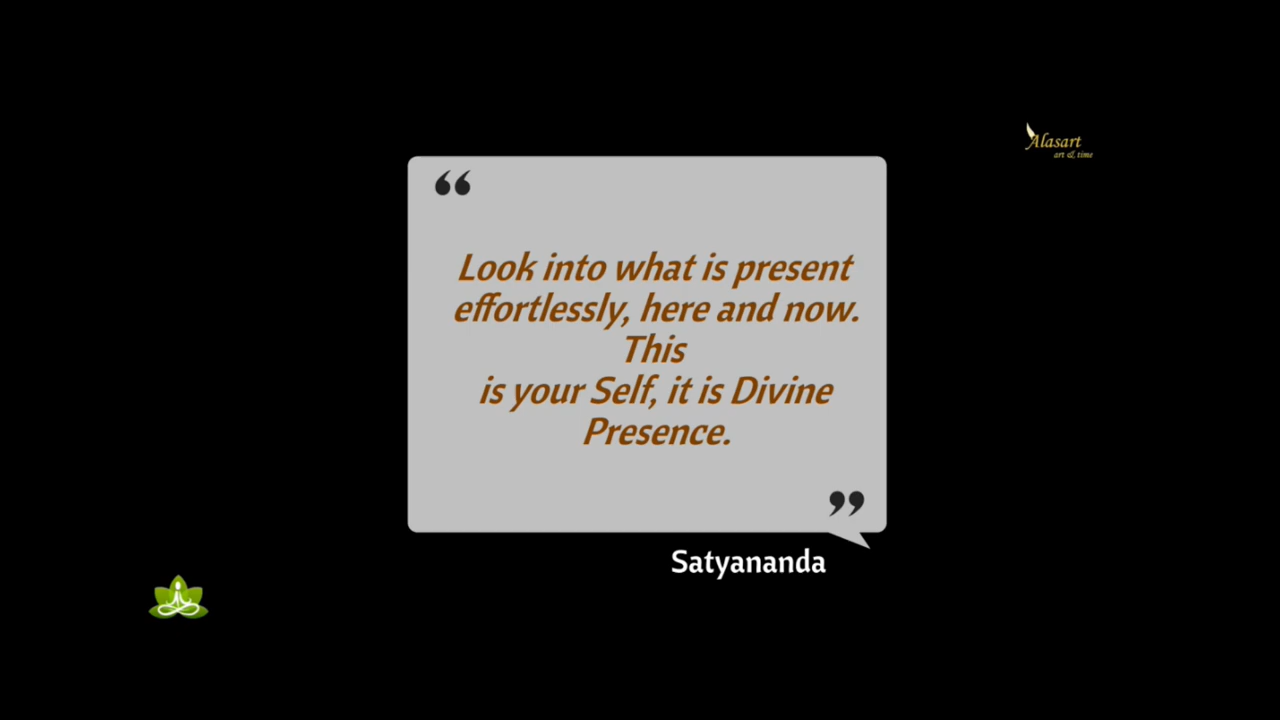 Alasart
art & time
“
Look into what is present
effortlessly, here and now.
This
is your Self, it is Divine
Presence.
”
Satyananda